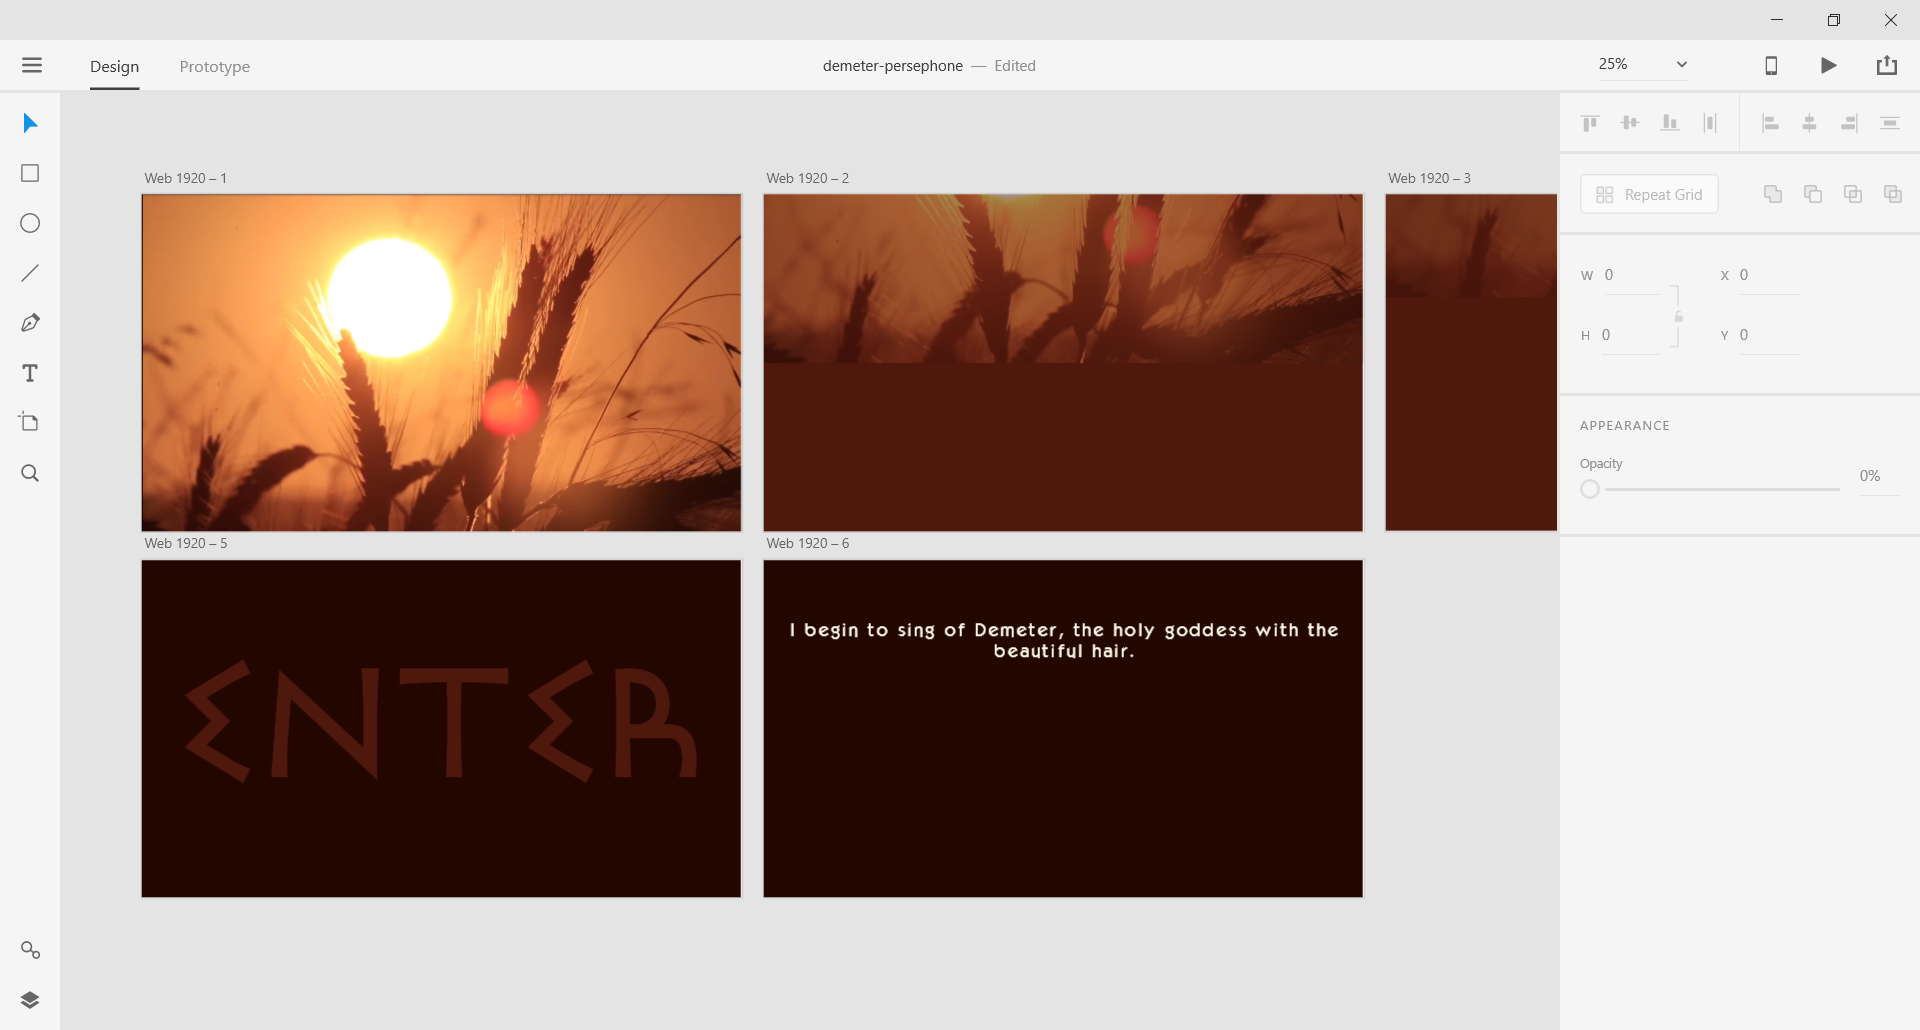 Design
Prototype
demeter-persephone — Edited
25%
Web 1920 – 1
Web 1920 – 2
Web 1920 – 3
Repeat Grid
W 0
X 0
H 0
Y 0
APPEARANCE
Opacity
0%
Web 1920 – 5
Web 1920 – 6
ENTER
I begin to sing of Demeter, the holy goddess with the
beautiful hair.